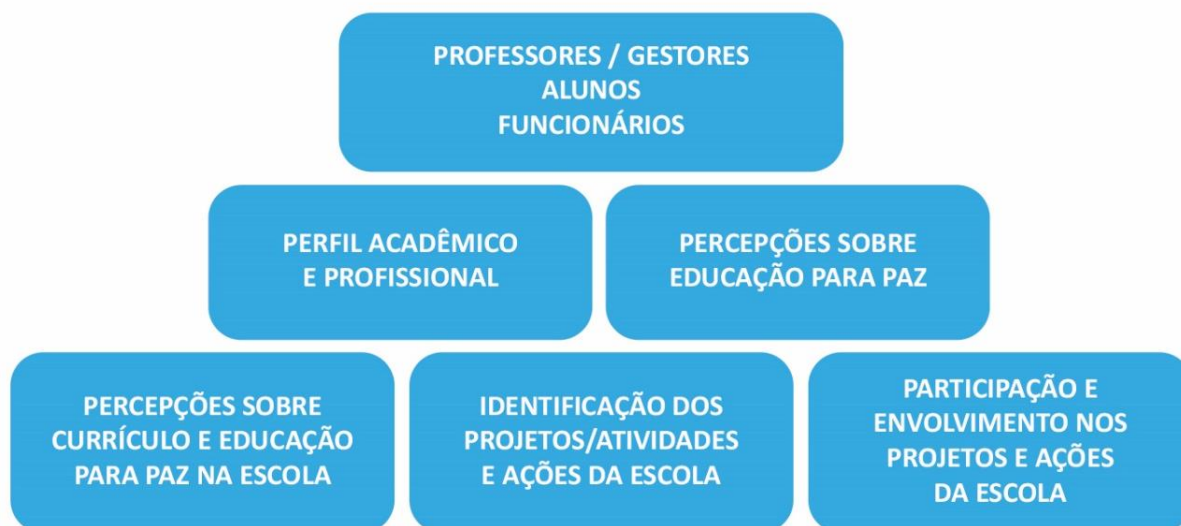 PROFESSORES / GESTORES
ALUNOS
FUNCIONÁRIOS
PERFIL ACADÊMICO
E PROFISSIONAL
PERCEPÇÕES SOBRE
EDUCAÇÃO PARA PAZ
PERCEPÇÕES SOBRE
CURRÍCULO E EDUCAÇÃO
PARA PAZ NA ESCOLA
IDENTIFICAÇÃO DOS
PROJETOS/ATIVIDADES
E AÇÕES DA ESCOLA
PARTICIPAÇÃO E
ENVOLVIMENTO NOS
PROJETOS E AÇÕES
DA ESCOLA